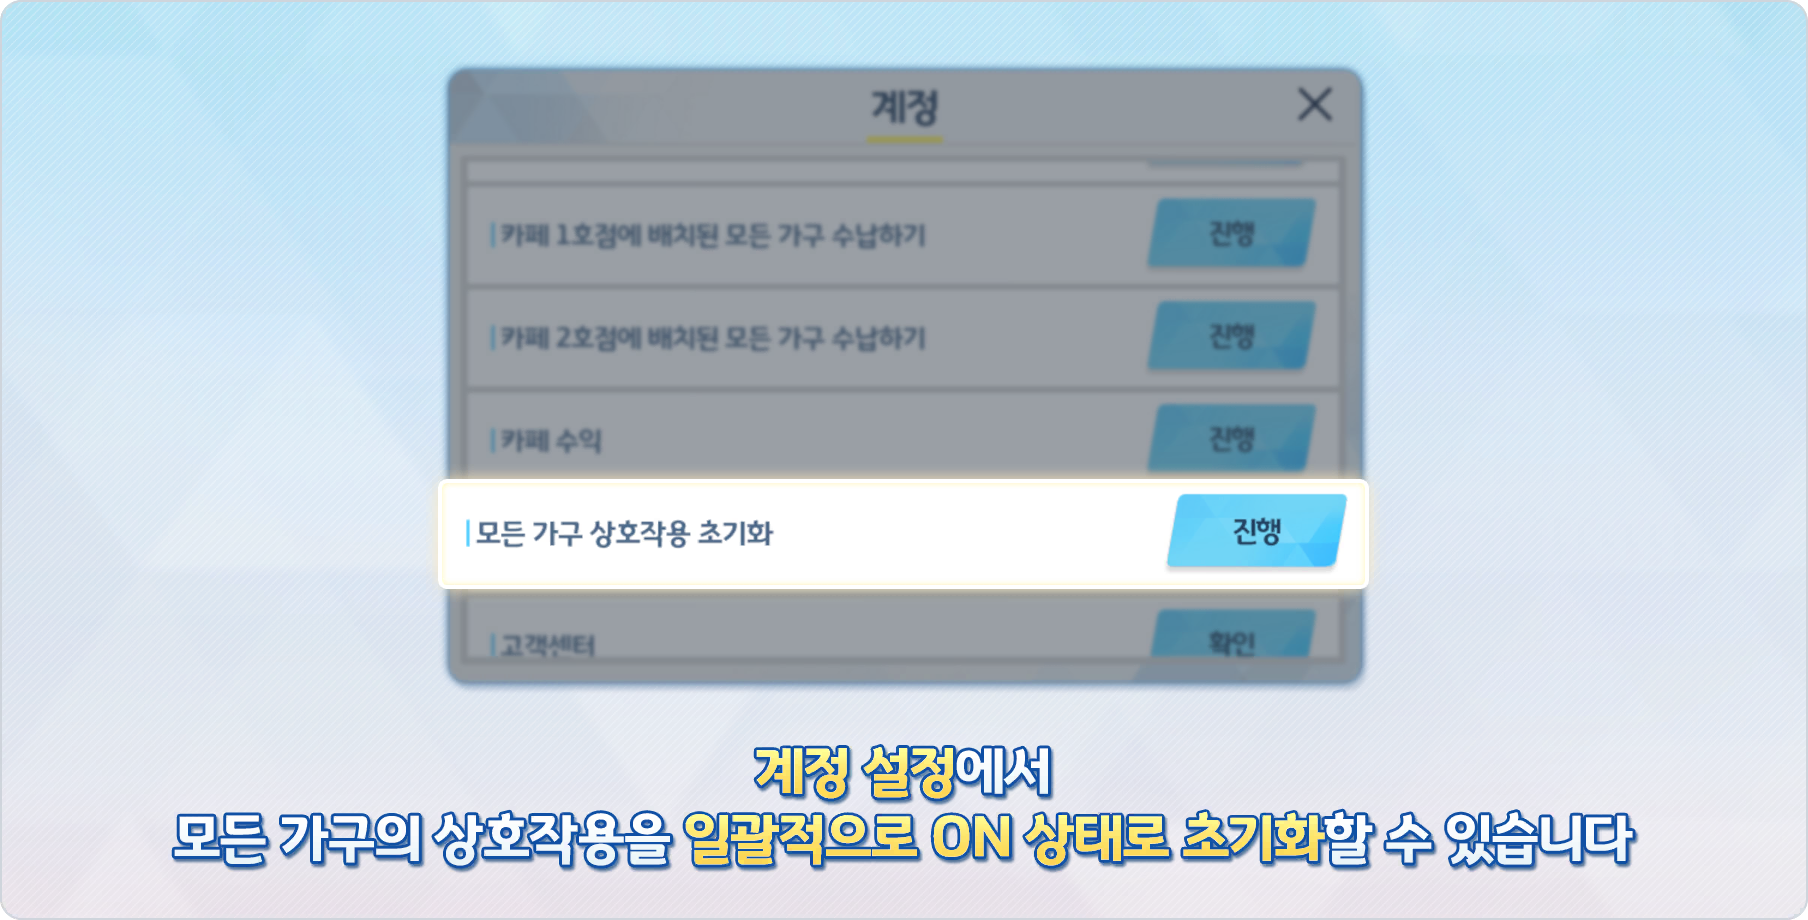 계정
카페 1호점에 배치된 모든 가구 수납하기
진행
카페 2호점에 배치된 모든 가구 수납하기
진행
카페 수익
진행
모든 가구 상호작용 초기화
진행
고객센터
확인
계정 설정에서
모든 가구의 상호작용을 일괄적으로 ON 상태로 초기화할 수 있습니다